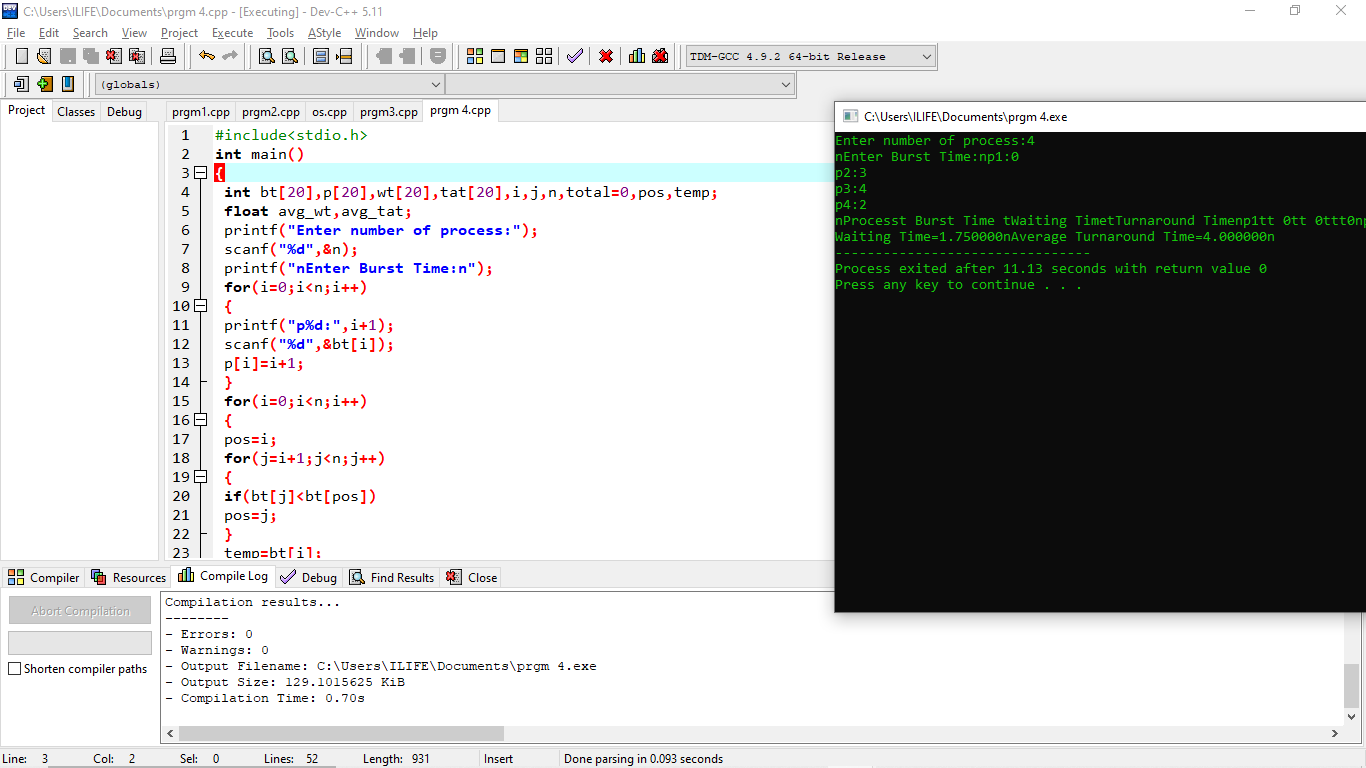 C:\Users\ILIFE\Documents\prgm 4.cpp - [Executing] - Dev-C++ 5.11
File Edit Search View Project Execute Tools AStyle Window Help
TDM-GCC 4.9.2 64-bit Release
(globals)
Project Classes Debug
prgm1.cpp prgm2.cpp os.cpp prgm3.cpp prgm 4.cpp
1 #include<stdio.h>
2 int main()
3 {
4 int bt[20],p[20],wt[20],tat[20],i,j,n,total=0,pos,temp;
5 float avg_wt,avg_tat;
6 printf("Enter number of process:");
7 scanf("%d",&n);
8 printf("nEnter Burst Time:n");
9 for(i=0;i<n;i++)
10 {
11 printf("p%d:",i+1);
12 scanf("%d",&bt[i]);
13 p[i]=i+1;
14 }
15 for(i=0;i<n;i++)
16 {
17 pos=i;
18 for(j=i+1;j<n;j++)
19 {
20 if(bt[j]<bt[pos])
21 pos=j;
22 }
23 temp=bt[i];
C:\Users\ILIFE\Documents\prgm 4.exe
Enter number of process:4
nEnter Burst Time:np1:0
p2:3
p3:4
p4:2
nProcesst Burst Time tWaiting TimetTurnaround Timenp1tt 0tt 0ttt0np
Waiting Time=1.750000nAverage Turnaround Time=4.000000n
--------------------------------
Process exited after 11.13 seconds with return value 0
Press any key to continue . . .
Compiler Resources Compile Log Debug Find Results Close
Abort Compilation
Shorten compiler paths
Compilation results...
--------
- Errors: 0
- Warnings: 0
- Output Filename: C:\Users\ILIFE\Documents\prgm 4.exe
- Output Size: 129.1015625 KiB
- Compilation Time: 0.70s
Line: 3 Col: 2 Sel: 0 Lines: 52 Length: 931 Insert Done parsing in 0.093 seconds